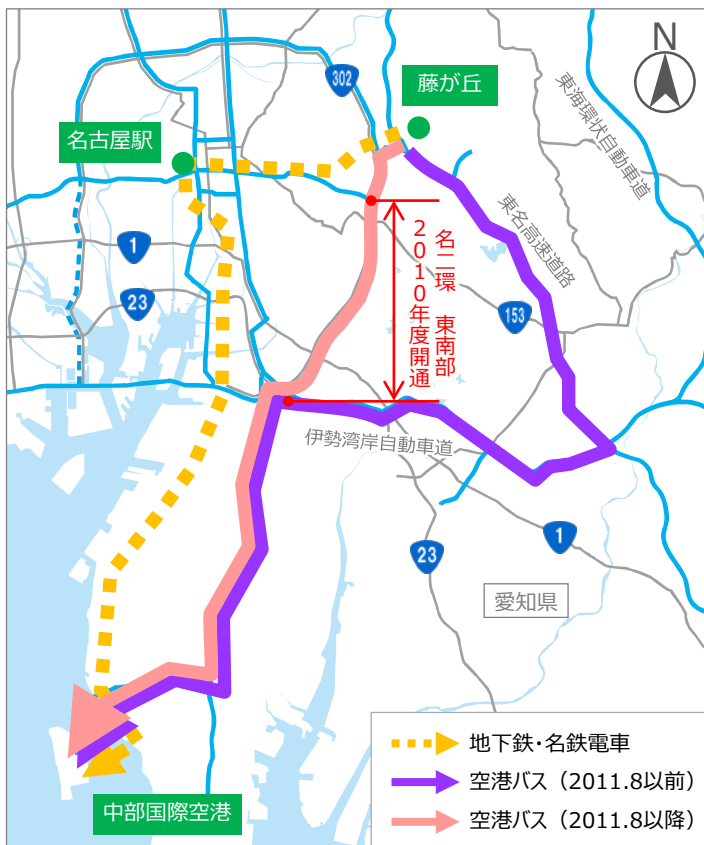 N
302
藤が丘
名古屋駅
東海環状自動車道
東名高速道路
1
23
153
名二環 東南部
2010年度開通
伊勢湾岸自動車道
23
1
愛知県
中部国際空港
地下鉄・名鉄電車
空港バス（2011.8以前）
空港バス（2011.8以降）